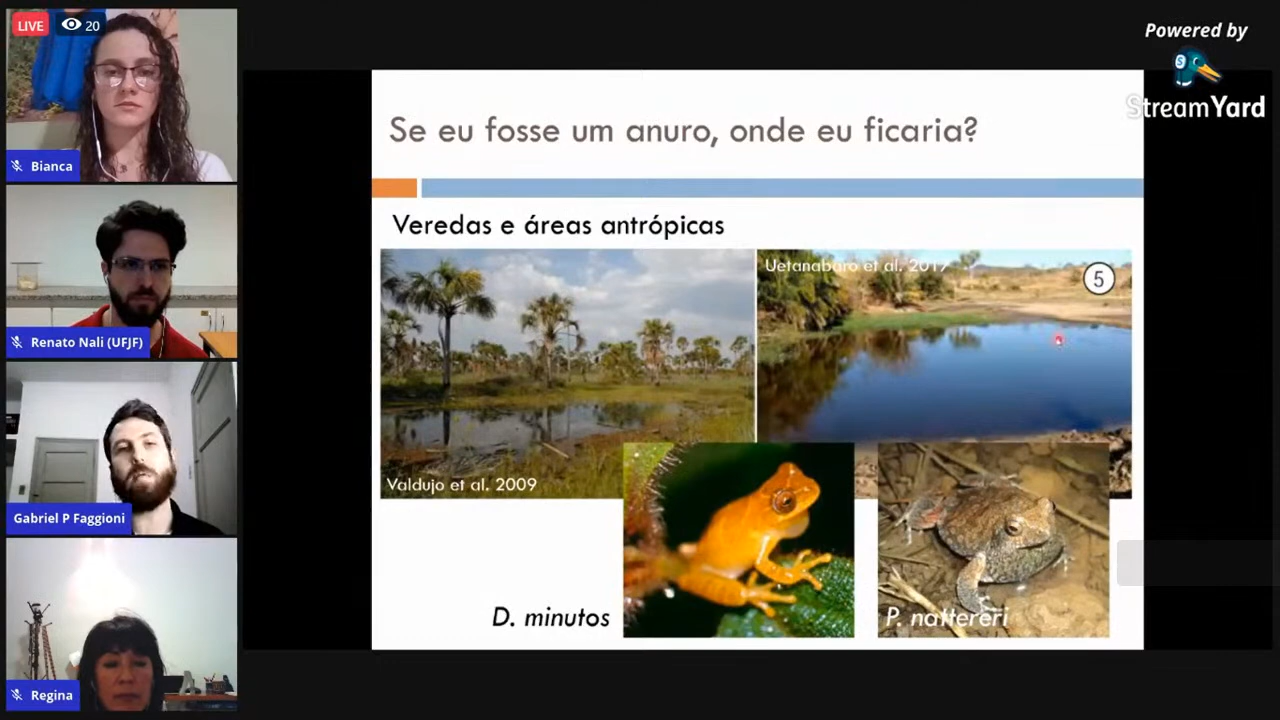 LIVE 20
Bianca
Renato Nali (UFJF)
Gabriel P Faggioni
Regina
Powered by
StreamYard
Se eu fosse um anuro, onde eu ficaria?
Veredas e áreas antrópicas
Uetanabaro et al. 2017
5
Valdujo et al. 2009
D. minutos
P. nattereri